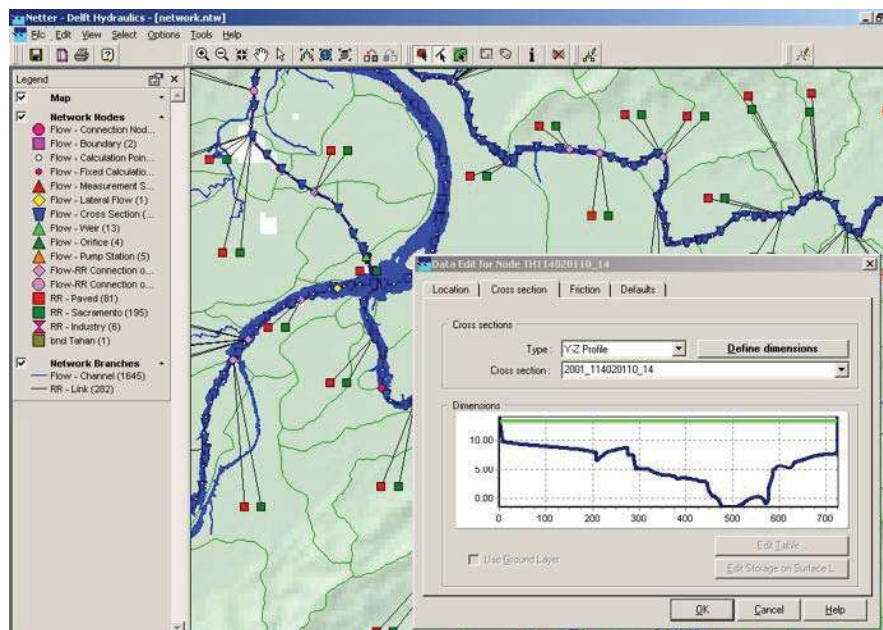 Netter - Delft Hydraulics - [network.ntw]
File Edit View Select Options Tools Help
Legend
Map
Network Nodes
Flow - Connection Nod...
Flow - Boundary (2)
Flow - Calculation Poin...
Flow - Fixed Calculatio...
Flow - Measurement S...
Flow - Lateral Flow (1)
Flow - Cross Section (...
Flow - Weir (13)
Flow - Orifice (4)
Flow - Pump Station (5)
Flow-RR Connection o...
Flow-RR Connection o...
RR - Paved (81)
RR - Sacramento (195)
RR - Industry (6)
bnd Tahan (1)
Network Branches
Flow - Channel (1645)
RR - Link (282)
Data Edit for Node TH114020110_14
Location Cross section Friction Defaults
Cross sections
Type : Y-Z Profile Define dimensions
Cross section : 2001_114020110_14
Dimensions
10.00
5.00
0.00
0 100 200 300 400 500 600 700
Use Ground Layer
Edit Table...
Edit Storage on Surface L
OK Cancel Help